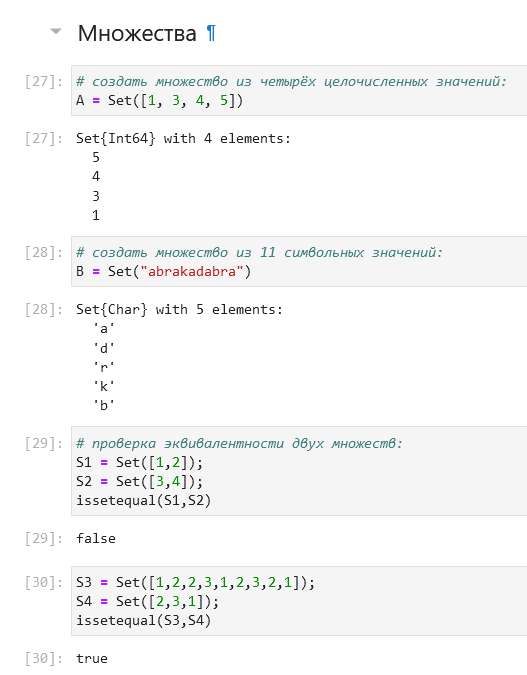 Множества ¶
[27]: # создать множество из четырёх целочисленных значений:
A = Set([1, 3, 4, 5])
[27]: Set{Int64} with 4 elements:
5
4
3
1
[28]: # создать множество из 11 символьных значений:
B = Set("abrakadabra")
[28]: Set{Char} with 5 elements:
'a'
'd'
'r'
'k'
'b'
[29]: # проверка эквивалентности двух множеств:
S1 = Set([1,2]);
S2 = Set([3,4]);
issetequal(S1,S2)
[29]: false
[30]: S3 = Set([1,2,2,3,1,2,3,2,1]);
S4 = Set([2,3,1]);
issetequal(S3,S4)
[30]: true